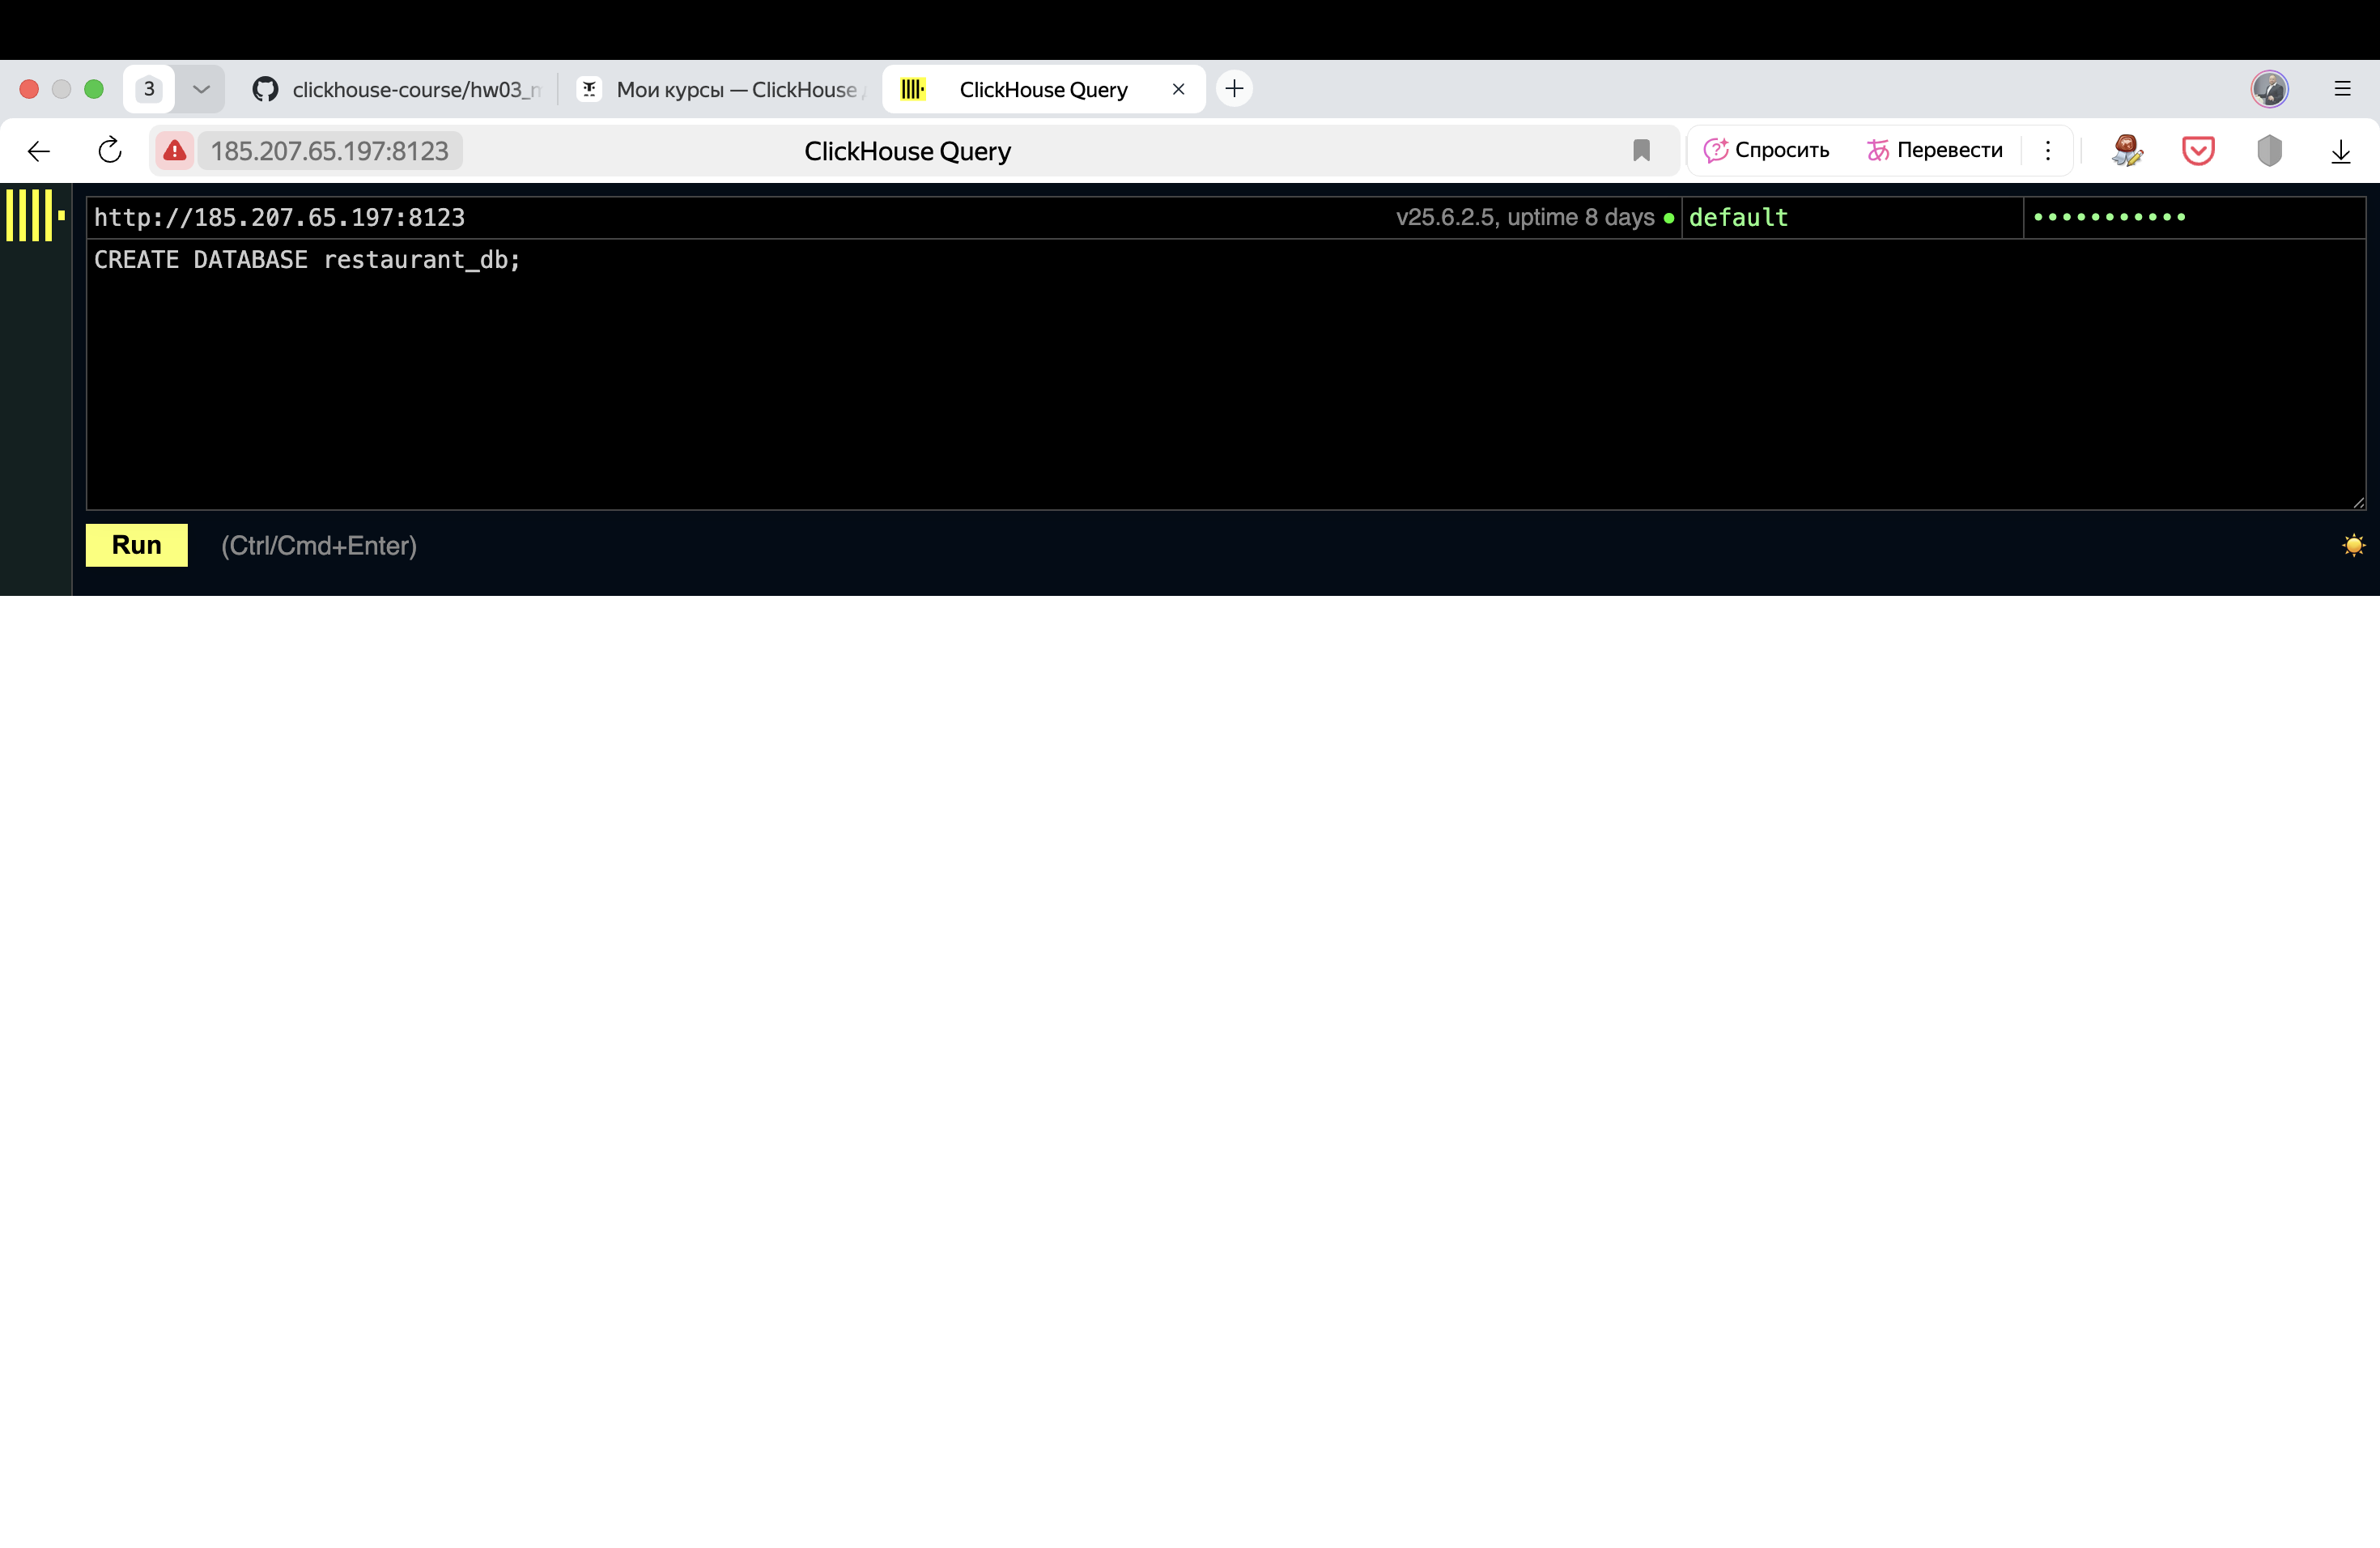 3
clickhouse-course/hw03_
Мои курсы — ClickHouse
ClickHouse Query
185.207.65.197:8123
ClickHouse Query
Спросить
Перевести
http://185.207.65.197:8123
v25.6.2.5, uptime 8 days
default
CREATE DATABASE restaurant_db;
Run
(Ctrl/Cmd+Enter)